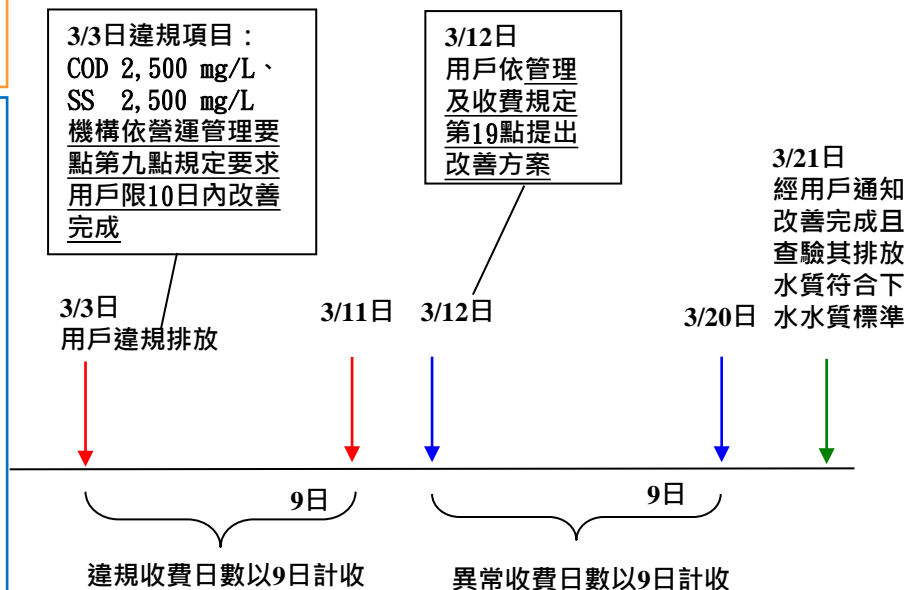 3/3日違規項目：
COD 2,500 mg/L、
SS 2,500 mg/L
機構依營運管理要
點第九點規定要求
用戶限10日內改善
完成
3/12日
用戶依管理
及收費規定
第19點提出
改善方案
3/21日
經用戶通知
改善完成且
查驗其排放
水質符合下
水水質標準
3/3日
用戶違規排放
3/11日
3/12日
3/20日
9日
9日
違規收費日數以9日計收
異常收費日數以9日計收